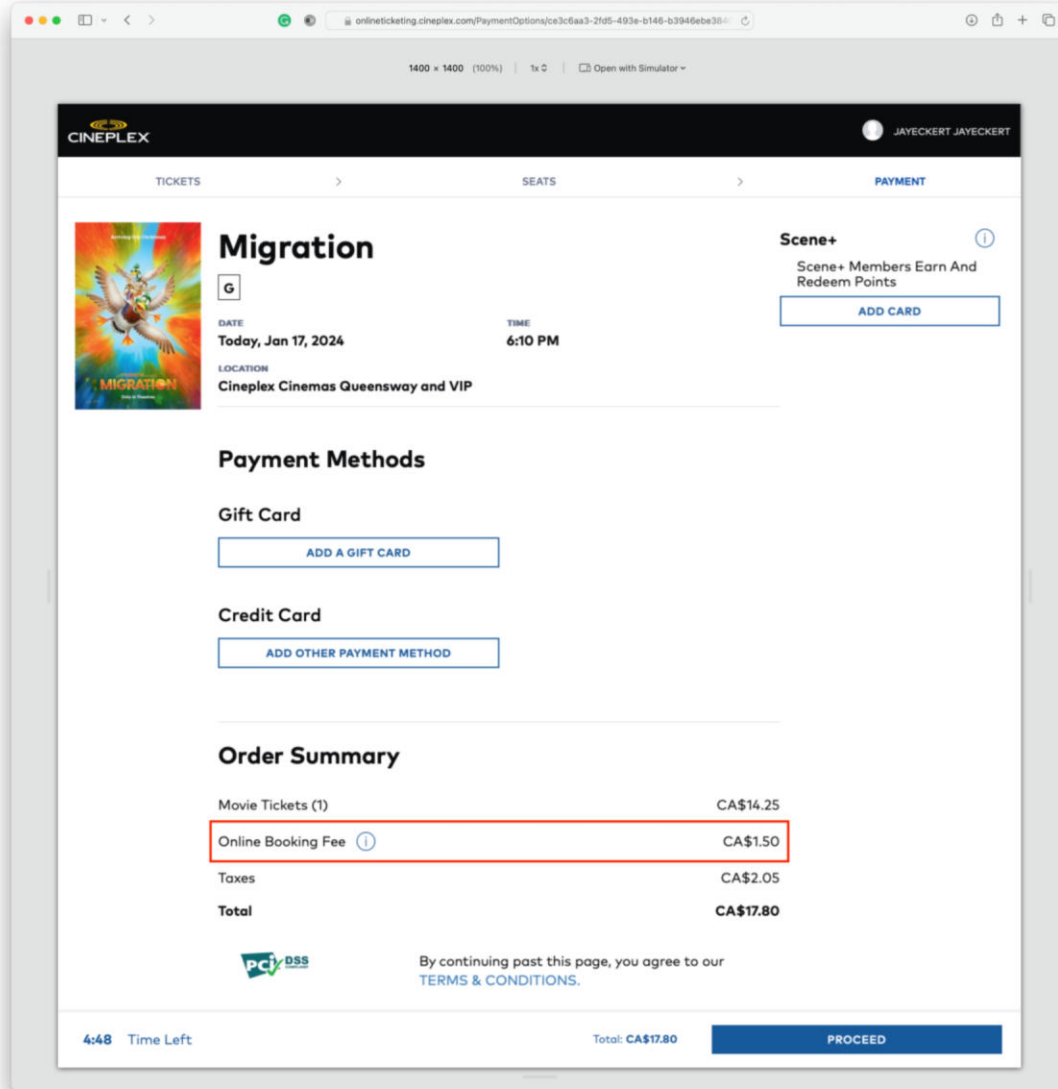 onlineticketing.cineplex.com/PaymentOptions/ce3c6aa3-2fd5-493e-b146-b3946ebe384
1400 × 1400 (100%) 1x Open with Simulator
CINEPLEX
JAYECKERT JAYECKERT
TICKETS > SEATS > PAYMENT
Migration
G
DATE
Today, Jan 17, 2024
TIME
6:10 PM
LOCATION
Cineplex Cinemas Queensway and VIP
MIGRATION
Scene+
Scene+ Members Earn And
Redeem Points
ADD CARD
Payment Methods
Gift Card
ADD A GIFT CARD
Credit Card
ADD OTHER PAYMENT METHOD
Order Summary
Movie Tickets (1) CA$14.25
Online Booking Fee CA$1.50
Taxes CA$2.05
Total CA$17.80
PCI DSS
By continuing past this page, you agree to our
TERMS & CONDITIONS.
4:48 Time Left Total: CA$17.80 PROCEED